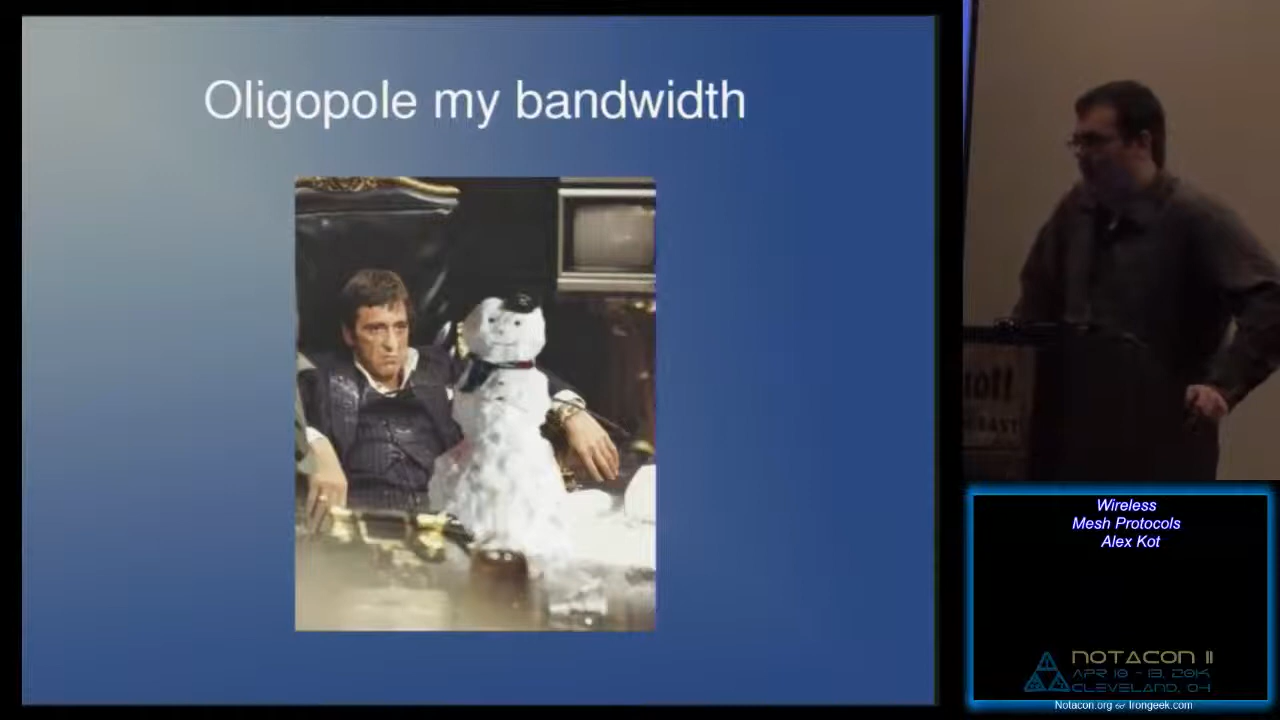 Oligopole my bandwidth
Wireless
Mesh Protocols
Alex Kot
NOTACON 11
APR 10 - 13, 2014
CLEVELAND, OH
Notacon.org Irongeek.com